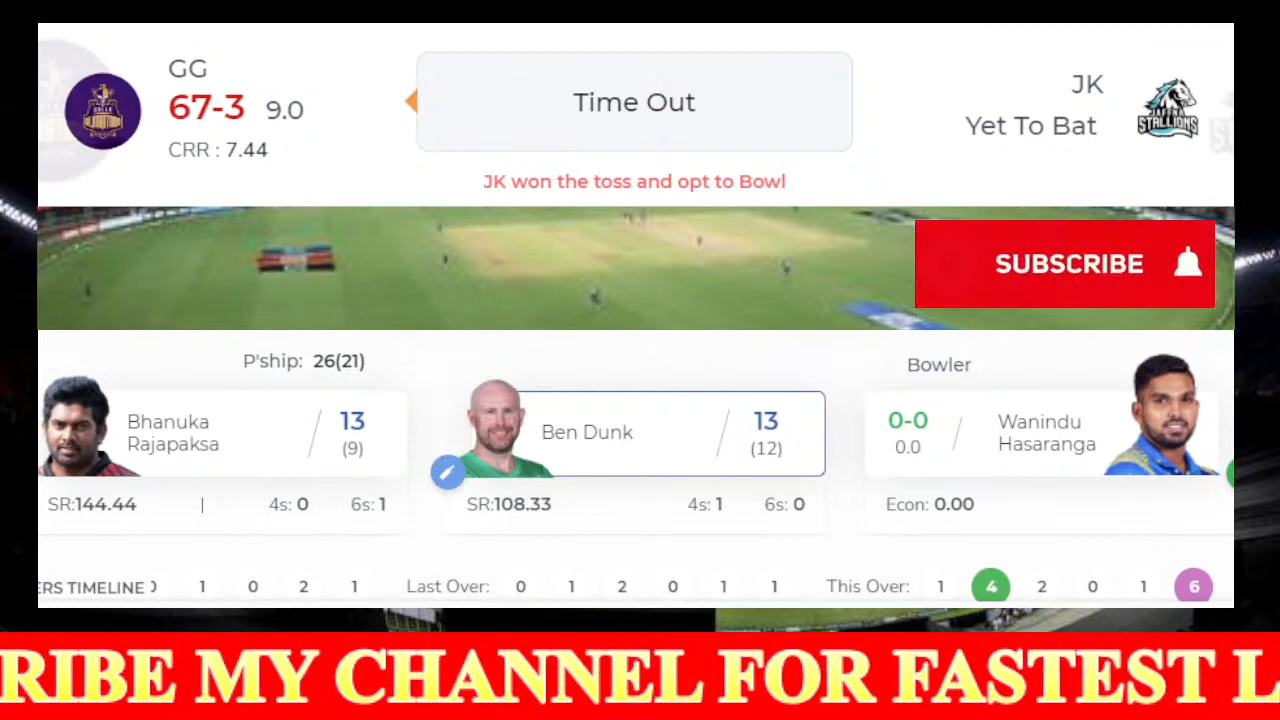 GG
67-3 9.0
CRR : 7.44
Time Out
JK
Yet To Bat
JAFFNA
STALLIONS
GALLE
GLADIATORS
JK won the toss and opt to Bowl
SUBSCRIBE
P'ship: 26(21)
Bhanuka
Rajapaksa
13
(9)
SR:144.44 | 4s: 0 6s: 1
Ben Dunk
13
(12)
SR:108.33 4s: 1 6s: 0
Bowler
0-0
0.0
Wanindu
Hasaranga
Econ: 0.00
ERS TIMELINE 1 0 2 1 Last Over: 0 1 2 0 1 1 This Over: 1 4 2 0 1 6
RIBE MY CHANNEL FOR FASTEST L